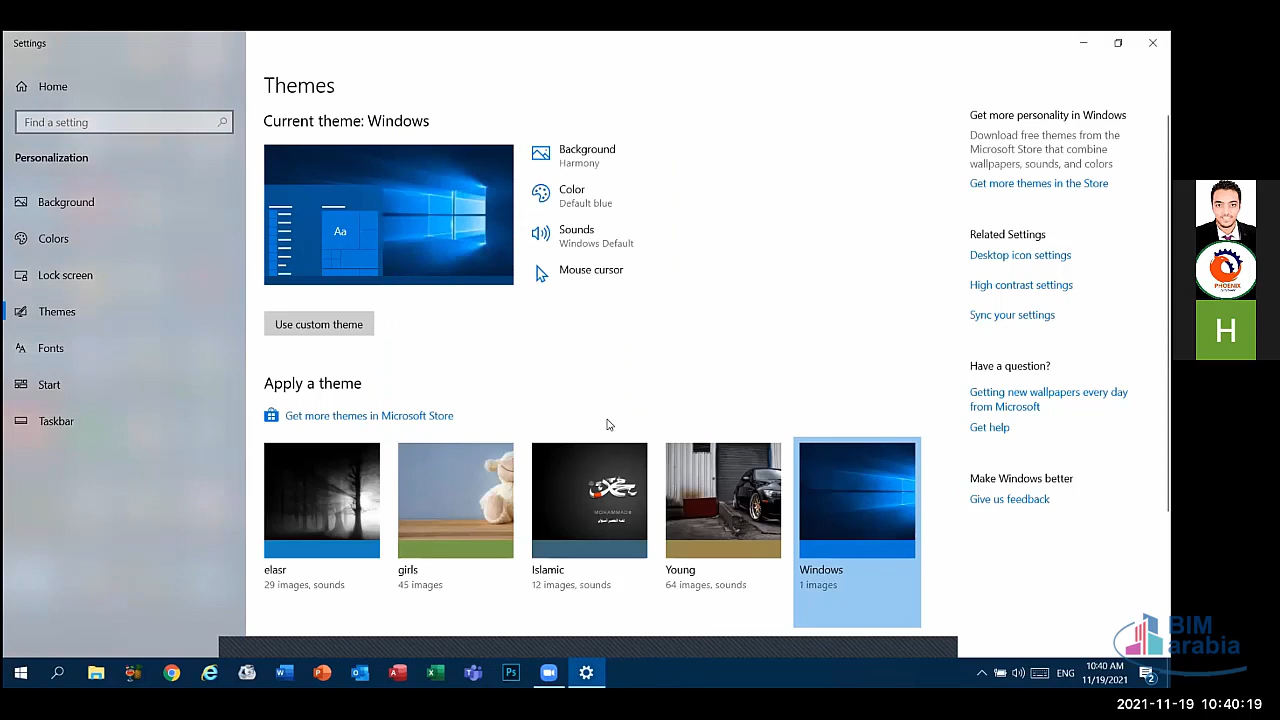 Settings
Home
Find a setting
Personalization
Background
Colors
Lock screen
Themes
Fonts
Start
Taskbar
Themes
Current theme: Windows
Aa
Background
Harmony
Color
Default blue
Sounds
Windows Default
Mouse cursor
Use custom theme
Apply a theme
Get more themes in Microsoft Store
elasr
29 images, sounds
girls
45 images
MOHAMMAD
Islamic
12 images, sounds
Young
64 images, sounds
Windows
1 images
Get more personality in Windows
Download free themes from the
Microsoft Store that combine
wallpapers, sounds, and colors
Get more themes in the Store
Related Settings
Desktop icon settings
High contrast settings
Sync your settings
Have a question?
Getting new wallpapers every day
from Microsoft
Get help
Make Windows better
Give us feedback
PHOENIX
H
BIM
arabia
Ps
ENG
10:40 AM
11/19/2021
2
2021-11-19 10:40:19